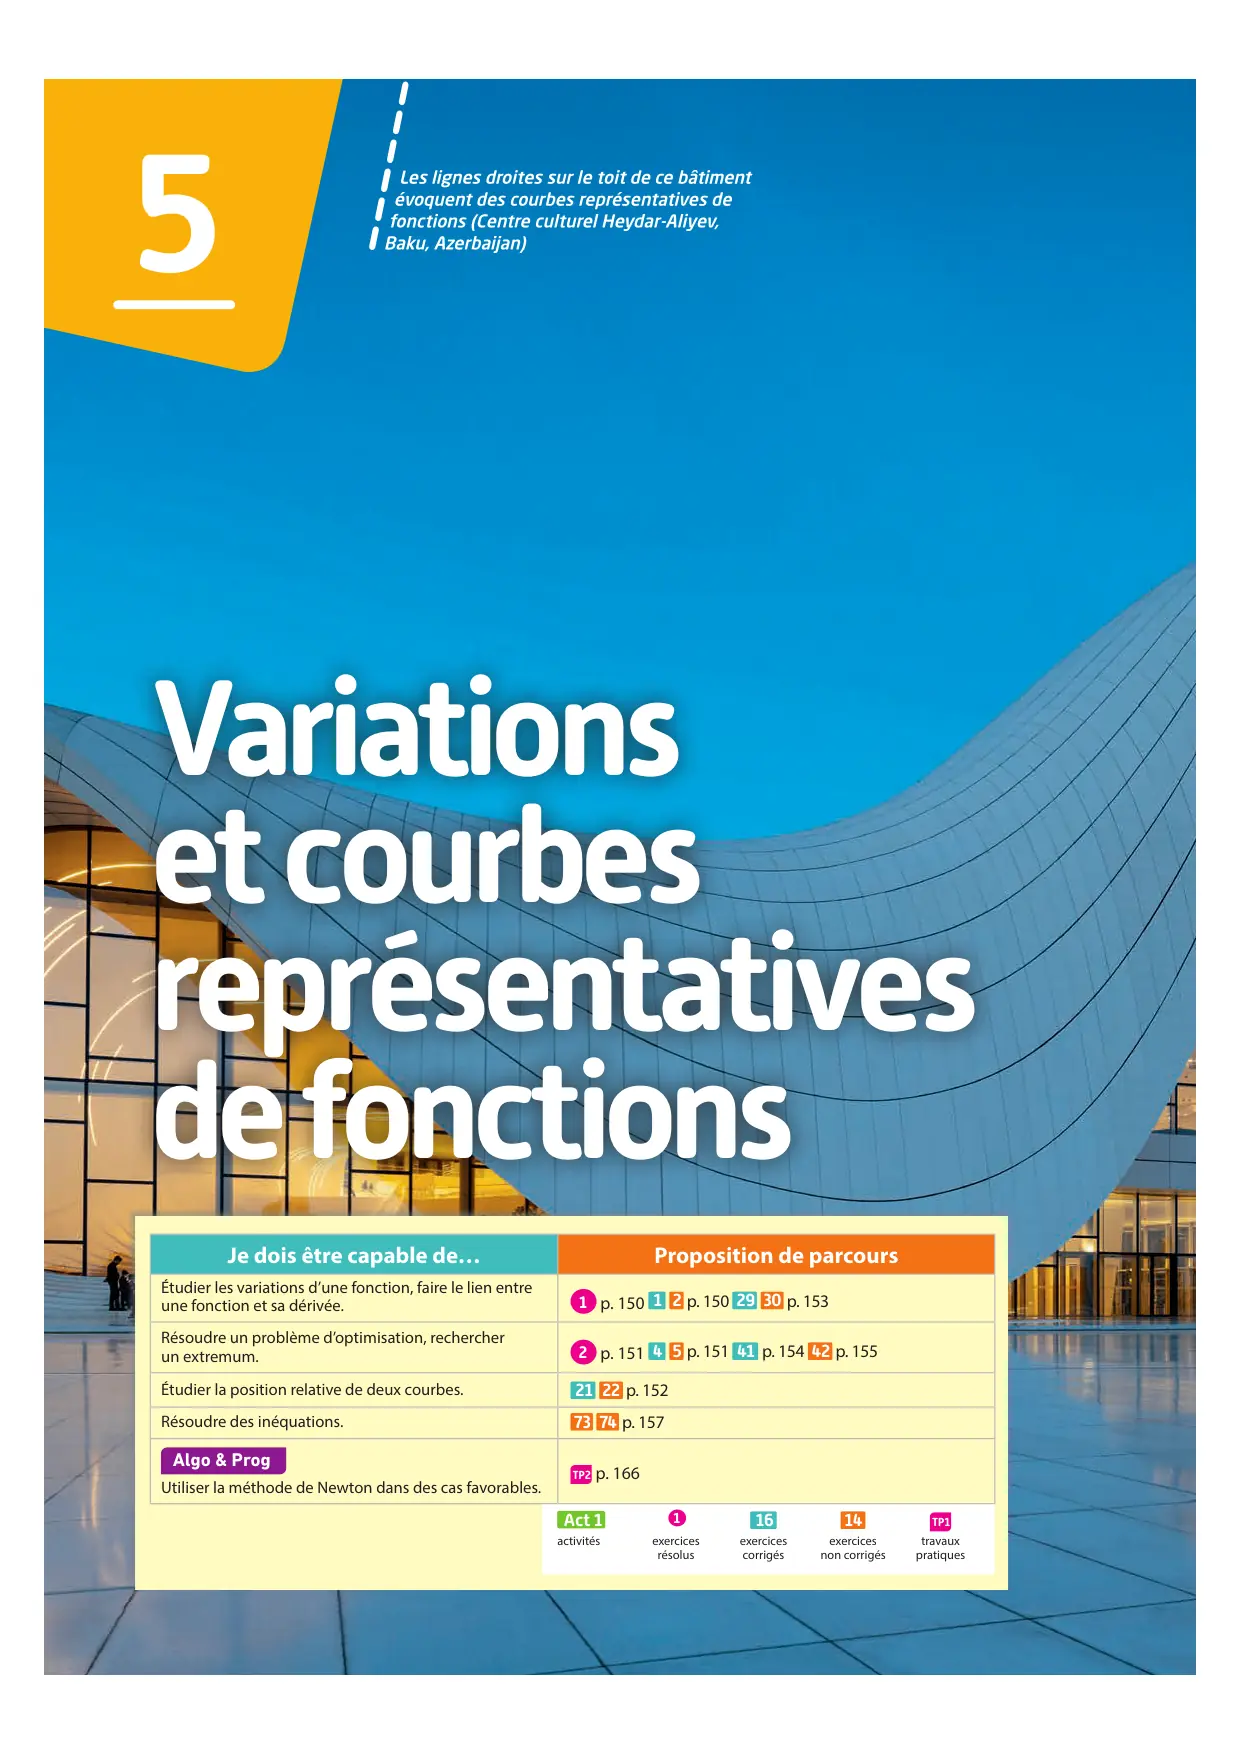 5
Les lignes droites sur le toit de ce bâtiment
évoquent des courbes représentatives de
fonctions (Centre culturel Heydar-Aliyev,
Baku, Azerbaijan)
Variations
et courbes
représentatives
de fonctions
Je dois être capable de…
Proposition de parcours
Étudier les variations d’une fonction, faire le lien entre
une fonction et sa dérivée.
1 p. 150 1 2 p. 150 29 30 p. 153
Résoudre un problème d’optimisation, rechercher
un extremum.
2 p. 151 4 5 p. 151 41 p. 154 42 p. 155
Étudier la position relative de deux courbes.
21 22 p. 152
Résoudre des inéquations.
73 74 p. 157
Algo & Prog
Utiliser la méthode de Newton dans des cas favorables.
TP2 p. 166
Act 1
activités
1
exercices
résolus
16
exercices
corrigés
14
exercices
non corrigés
TP1
travaux
pratiques